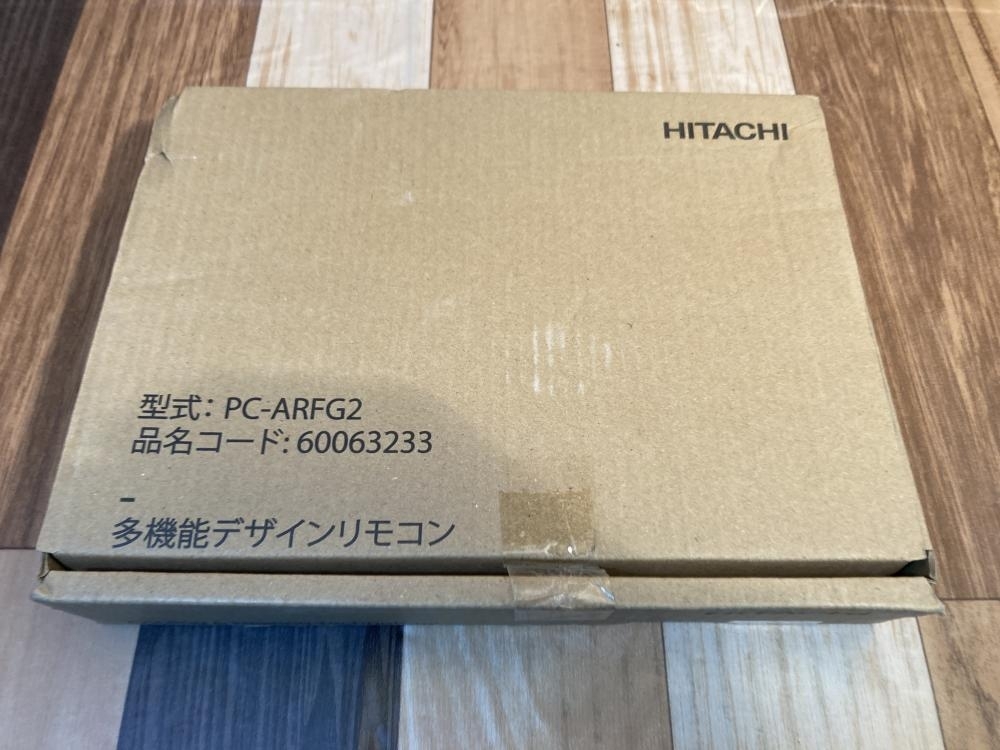 HITACHI
型式: PC-ARFG2
品名コード: 60063233
-
多機能デザインリモコン